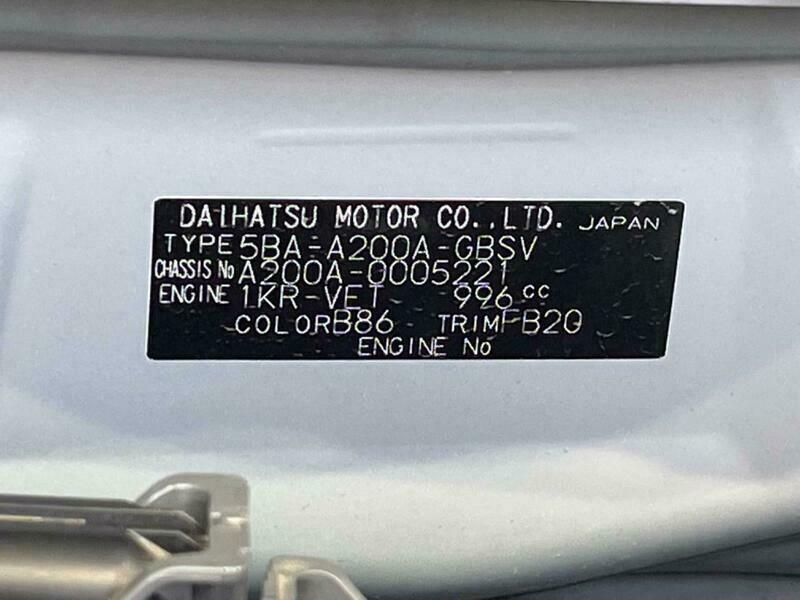 DAIHATSU MOTOR CO.,LTD. JAPAN
TYPE 5BA-A200A-GBSV
CHASSIS No A200A-0005221
ENGINE 1KR-VET 996 CC
COLOR B86 TRIM FB20
ENGINE No